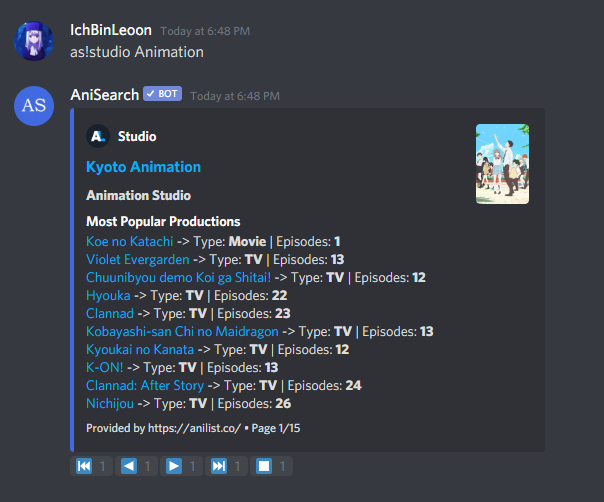 IchBinLeoon Today at 6:48 PM
as!studio Animation
AS
AniSearch BOT Today at 6:48 PM
AL Studio
Kyoto Animation
Animation Studio
Most Popular Productions
Koe no Katachi -> Type: Movie | Episodes: 1
Violet Evergarden -> Type: TV | Episodes: 13
Chuunibyou demo Koi ga Shitai! -> Type: TV | Episodes: 12
Hyouka -> Type: TV | Episodes: 22
Clannad -> Type: TV | Episodes: 23
Kobayashi-san Chi no Maidragon -> Type: TV | Episodes: 13
Kyoukai no Kanata -> Type: TV | Episodes: 12
K-ON! -> Type: TV | Episodes: 13
Clannad: After Story -> Type: TV | Episodes: 24
Nichijou -> Type: TV | Episodes: 26
Provided by https://anilist.co/ • Page 1/15
1 1 1 1 1